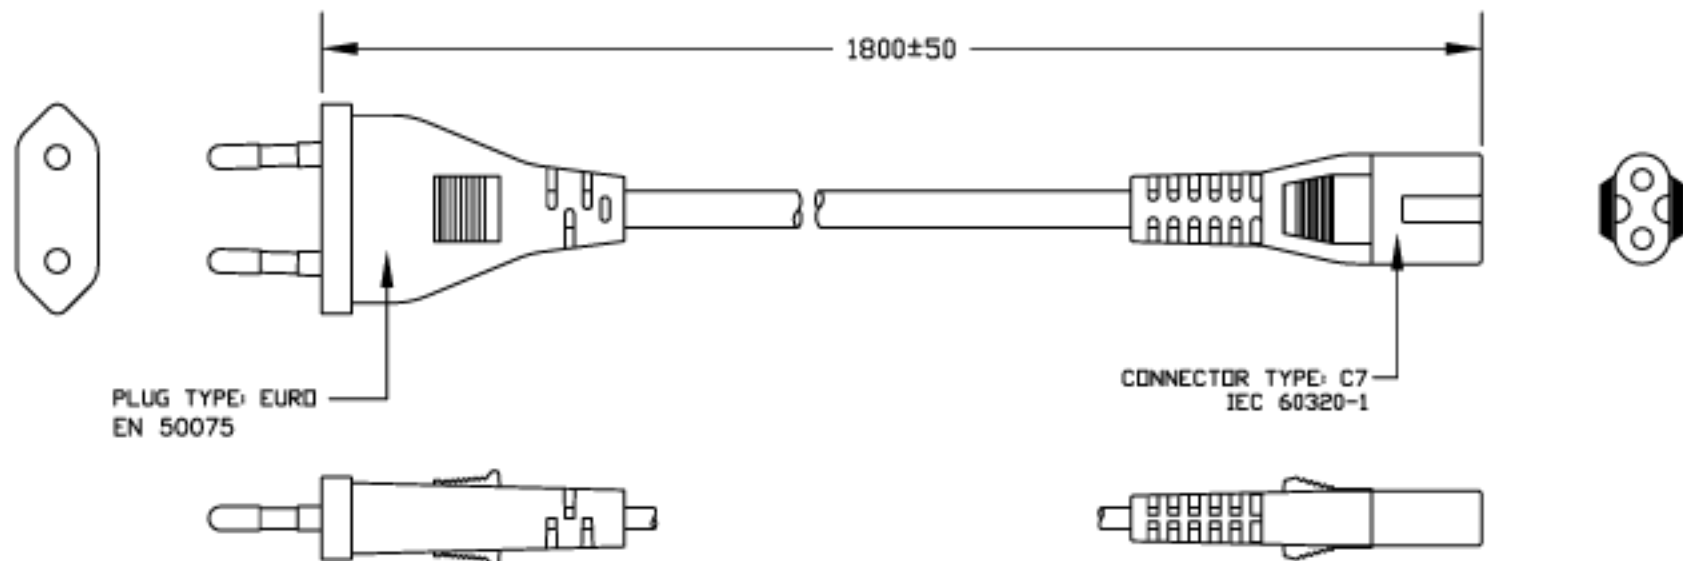 1800±50
PLUG TYPE: EURO
EN 50075
CONNECTOR TYPE: C7
IEC 60320-1